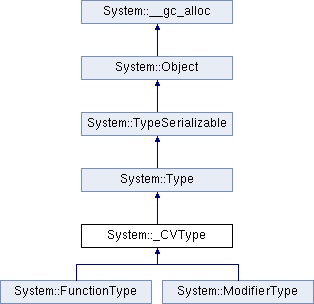 System::__gc_alloc
System::Object
System::TypeSerializable
System::Type
System::_CVType
System::FunctionType
System::ModifierType